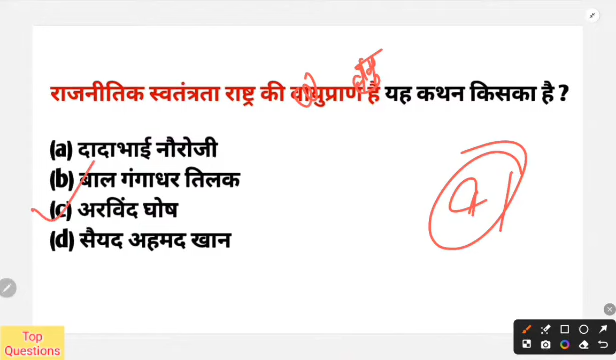 राजनीतिक स्वतंत्रता राष्ट्र की वायुप्राण है यह कथन किसका है ?
(a) दादाभाई नौरोजी
(b) बाल गंगाधर तिलक
(c) अरविंद घोष
(d) सैयद अहमद खान
Top
Questions